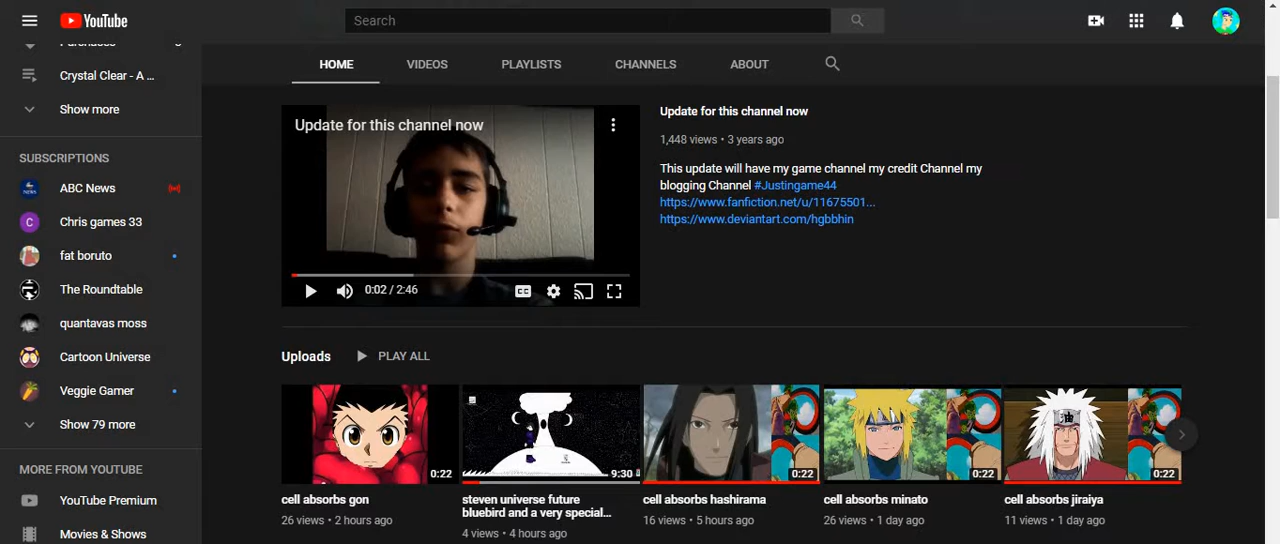 YouTube
Search
Crystal Clear - A ...
Show more
SUBSCRIPTIONS
ABC News
Chris games 33
fat boruto
The Roundtable
quantavas moss
Cartoon Universe
Veggie Gamer
Show 79 more
MORE FROM YOUTUBE
YouTube Premium
Movies & Shows
HOME VIDEOS PLAYLISTS CHANNELS ABOUT
Update for this channel now
0:02 / 2:46
CC
Update for this channel now
1,448 views • 3 years ago
This update will have my game channel my credit Channel my
blogging Channel #Justingame44
https://www.fanfiction.net/u/11675501...
https://www.deviantart.com/hgbbhin
Uploads PLAY ALL
0:22
cell absorbs gon
26 views • 2 hours ago
9:30
steven universe future
bluebird and a very special...
4 views • 4 hours ago
0:22
cell absorbs hashirama
16 views • 5 hours ago
0:22
cell absorbs minato
26 views • 1 day ago
0:22
cell absorbs jiraiya
11 views • 1 day ago